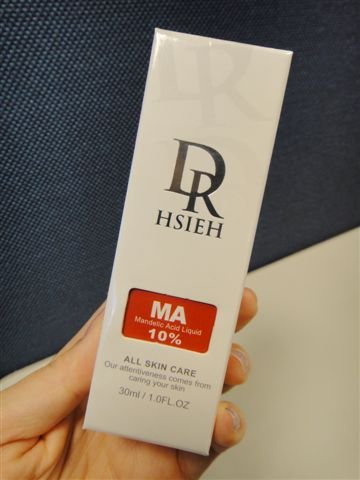 DR
DR
HSIEH
MA
Mandelic Acid Liquid
10%
ALL SKIN CARE
Our attentiveness comes from
caring your skin
30ml / 1.0FL.OZ